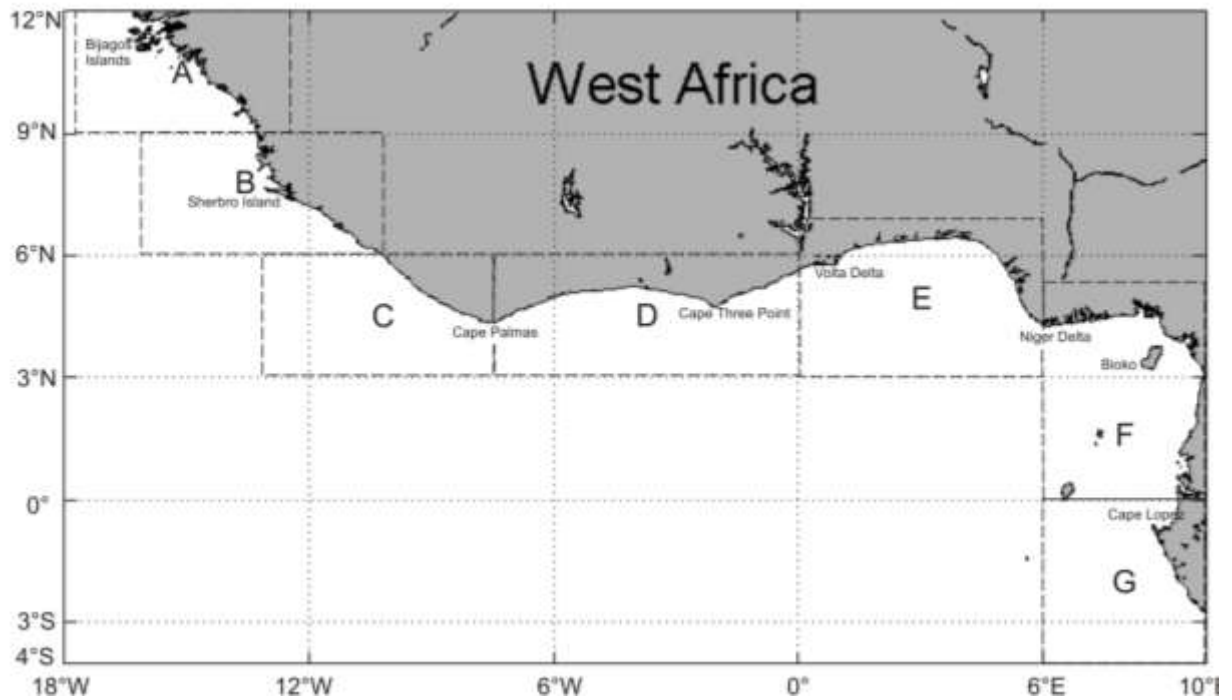 12°N
Bijagos
Islands
A
West Africa
9°N
B
Sherbro Island
6°N
Volta Delta
C
D
E
Cape Palmas
Cape Three Point
Niger Delta
Bioko
3°N
F
0°
Cape Lopez
G
3°S
4°S
18°W
12°W
6°W
0°
6°E
10°E